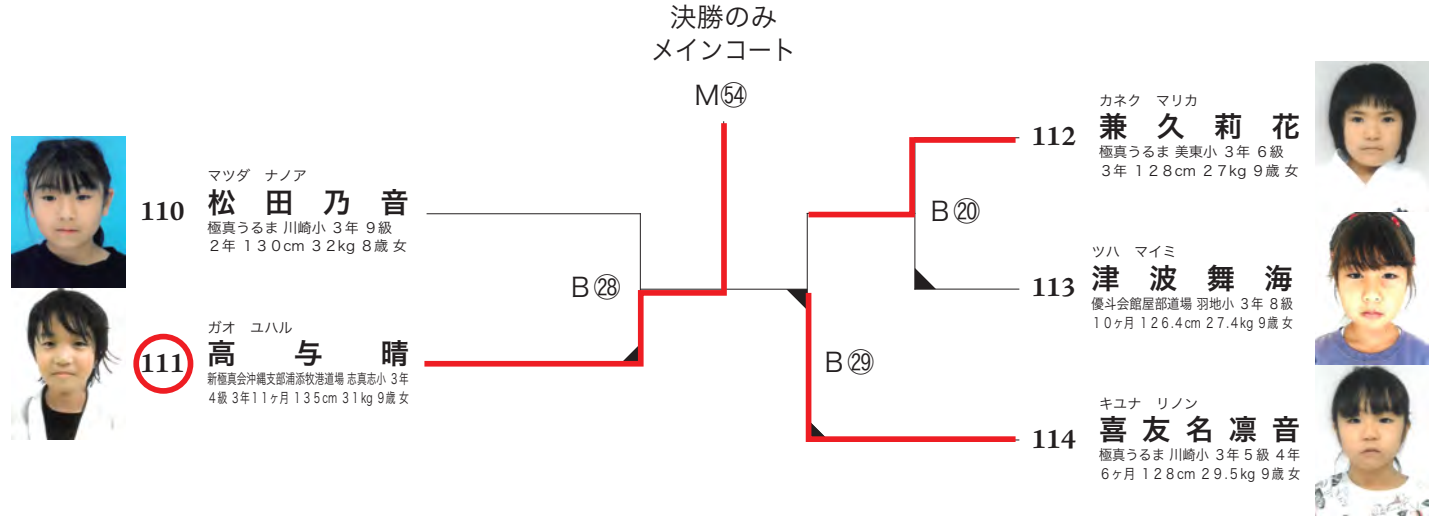 決勝のみ
メインコート
M㊴
マツダ ナノア
110 松田乃音
極真うるま 川崎小 3年 9級
2年 130cm 32kg 8歳 女
B㉘
ガオ ユハル
111 高与晴
新極真会沖縄支部浦添牧港道場 志真志小 3年
4級 3年11ヶ月 135cm 31kg 9歳 女
カネク マリカ
112 兼久莉花
極真うるま 美東小 3年 6級
3年 128cm 27kg 9歳 女
B⑳
ツハ マイミ
113 津波舞海
優斗会館屋部道場 羽地小 3年 8級
10ヶ月 126.4cm 27.4kg 9歳 女
B㉙
キユナ リノン
114 喜友名凛音
極真うるま 川崎小 3年 5級 4年
6ヶ月 128cm 29.5kg 9歳 女